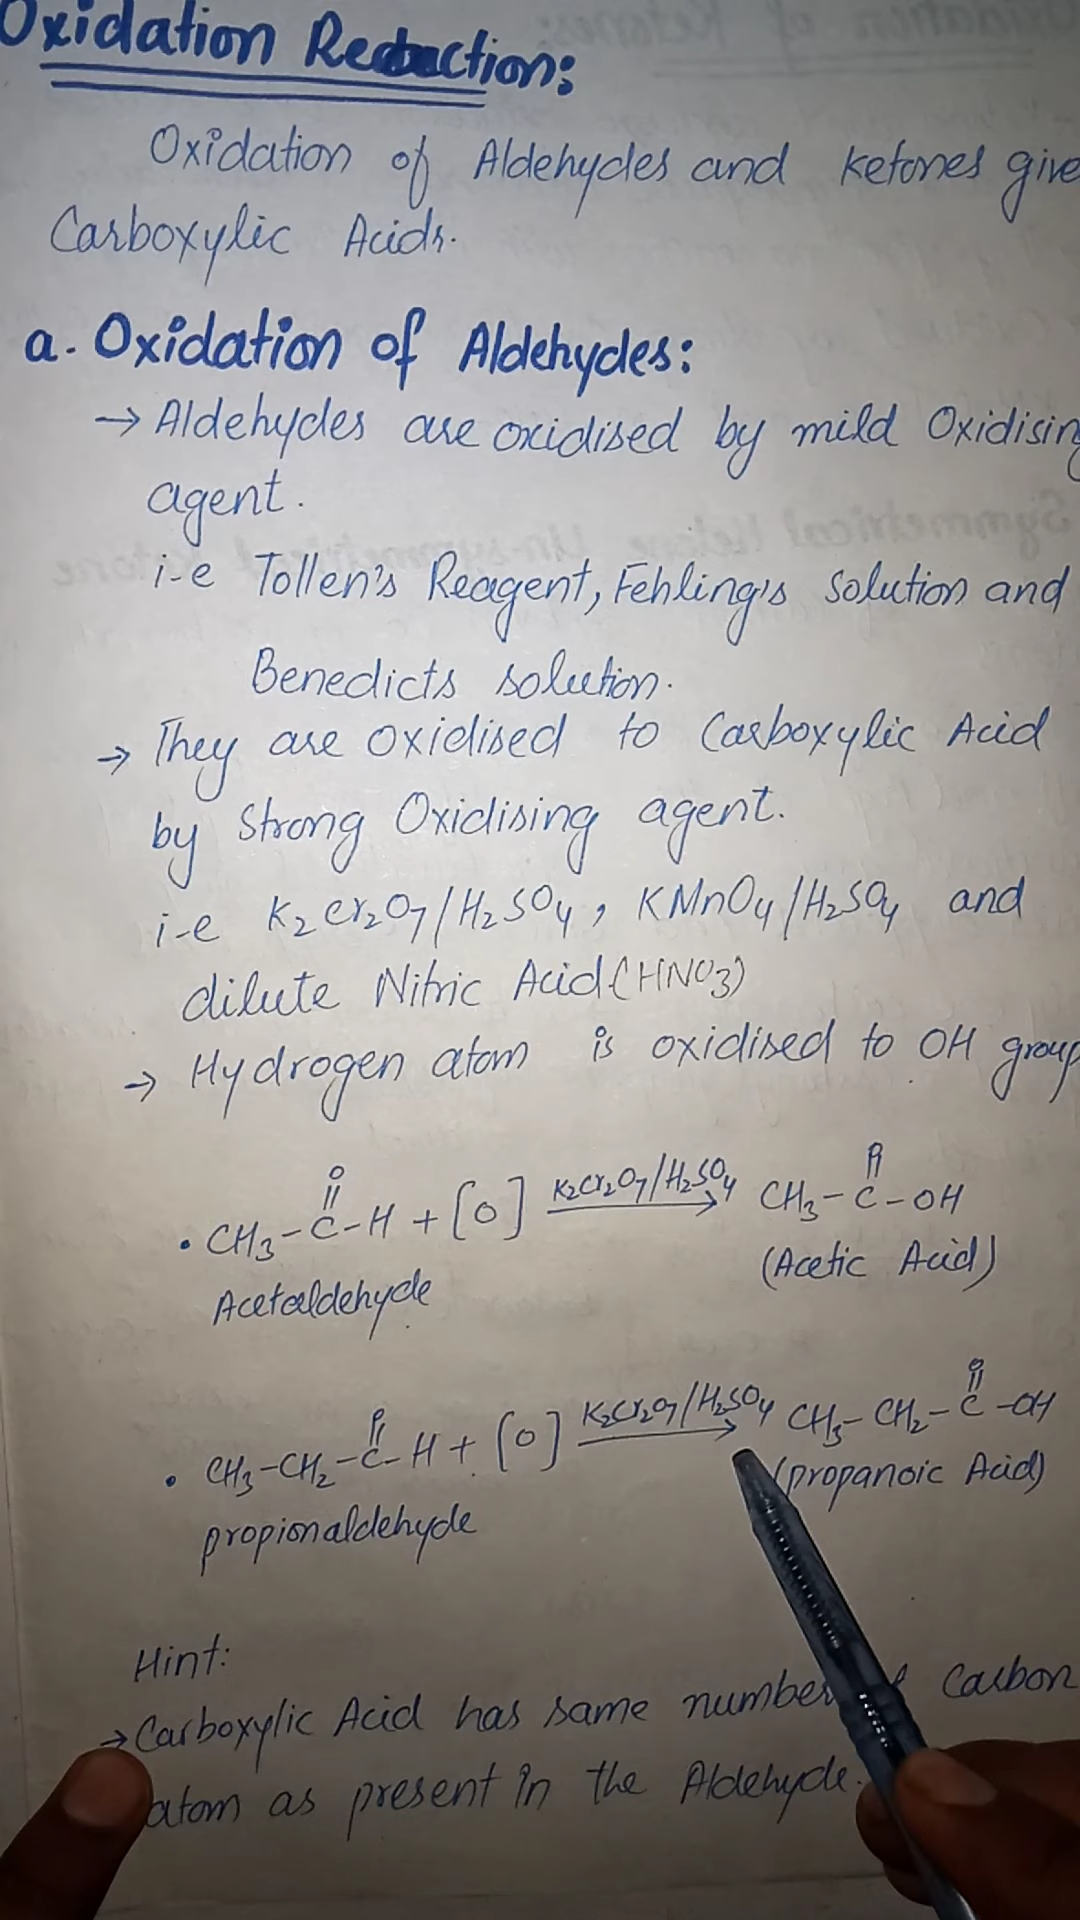 Oxidation Reaction:
Oxidation of Aldehydes and ketones give
Carboxylic Acids.
a. Oxidation of Aldehydes:
→ Aldehydes are oxidised by mild Oxidising
agent.
i-e Tollen's Reagent, Fehling's solution and
Benedicts solution.
→ They are oxidised to Carboxylic Acid
by Strong Oxidising agent.
i-e K₂Cr₂O₇/H₂SO₄, KMnO₄/H₂SO₄ and
dilute Nitric Acid (HNO3)
→ Hydrogen atom is oxidised to OH group
O O
• CH₃-C-H + [O] K₂Cr₂O₇/H₂SO₄ → CH₃-C-OH
Acetaldehyde (Acetic Acid)
O O
• CH₃-CH₂-C-H + [O] K₂Cr₂O₇/H₂SO₄ → CH₃-CH₂-C-OH
propionaldehyde (propanoic Acid)
Hint:
→ Carboxylic Acid has same number Carbon
atom as present in the Aldehyde.